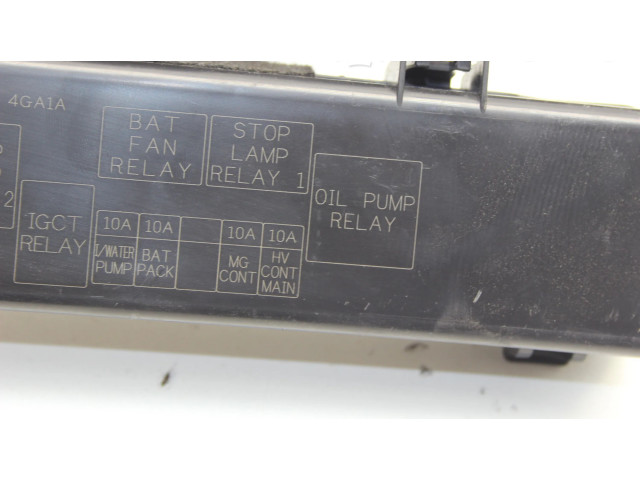 4GA1A
BAT
FAN
RELAY
STOP
LAMP
RELAY 1
OIL PUMP
RELAY
P
2
IGCT
RELAY
10A 10A 10A 10A
I/WATER
PUMP
BAT
PACK
MG
CONT
HV
CONT
MAIN